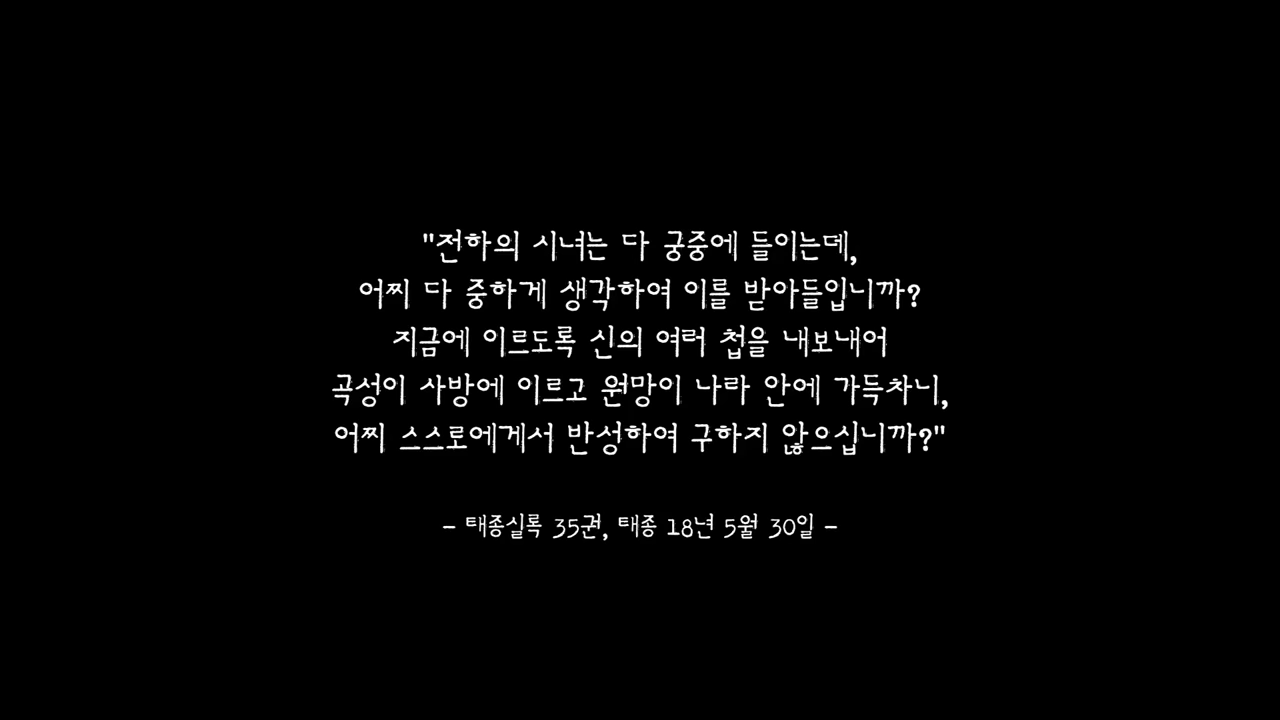 "전하의 시녀는 다 궁중에 들이는데,
어찌 다 중하게 생각하여 이를 받아들입니까?
지금에 이르도록 신의 여러 첩을 내보내어
곡성이 사방에 이르고 원망이 나라 안에 가득차니,
어찌 스스로에게서 반성하여 구하지 않으십니까?"
- 태종실록 35권, 태종 18년 5월 30일 -